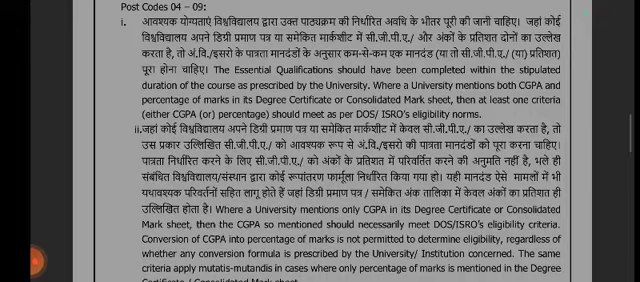 Post Codes 04 – 09:
i. आवश्यक योग्यताएं विश्वविद्यालय द्वारा उक्त पाठ्यक्रम की निर्धारित अवधि के भीतर पूरी की जानी चाहिए। जहां कोई
विश्वविद्यालय अपने डिग्री प्रमाण पत्र या समेकित मार्कशीट में सी.जी.पी.ए./ और अंकों के प्रतिशत दोनों का उल्लेख
करता है, तो अं.वि./इसरो के पात्रता मानदंडों के अनुसार कम-से-कम एक मानदंड (या तो सी.जी.पी.ए./ (या) प्रतिशत)
पूरा होना चाहिए। The Essential Qualifications should have been completed within the stipulated
duration of the course as prescribed by the University. Where a University mentions both CGPA and
percentage of marks in its Degree Certificate or Consolidated Mark sheet, then at least one criteria
(either CGPA (or) percentage) should meet as per DOS/ ISRO's eligibility norms.
ii.जहां कोई विश्वविद्यालय अपने डिग्री प्रमाण पत्र या समेकित मार्कशीट में केवल सी.जी.पी.ए./ का उल्लेख करता है, तो
उस प्रकार उल्लिखित सी.जी.पी.ए./ को आवश्यक रूप से अं.वि./इसरो की पात्रता मानदंडों को पूरा करना चाहिए।
पात्रता निर्धारित करने के लिए सी.जी.पी.ए./ को अंकों के प्रतिशत में परिवर्तित करने की अनुमति नहीं है, भले ही
संबंधित विश्वविद्यालय/संस्थान द्वारा कोई रूपांतरण फार्मूला निर्धारित किया गया हो। यही मानदंड ऐसे मामलों में भी
यथावश्यक परिवर्तनों सहित लागू होते हैं जहां डिग्री प्रमाण पत्र / समेकित अंक तालिका में केवल अंकों का प्रतिशत ही
उल्लिखित होता है। Where a University mentions only CGPA in its Degree Certificate or Consolidated
Mark sheet, then the CGPA so mentioned should necessarily meet DOS/ISRO's eligibility criteria.
Conversion of CGPA into percentage of marks is not permitted to determine eligibility, regardless of
whether any conversion formula is prescribed by the University/ Institution concerned. The same
criteria apply mutatis-mutandis in cases where only percentage of marks is mentioned in the Degree
Certificate / Consolidated Mark sheet.